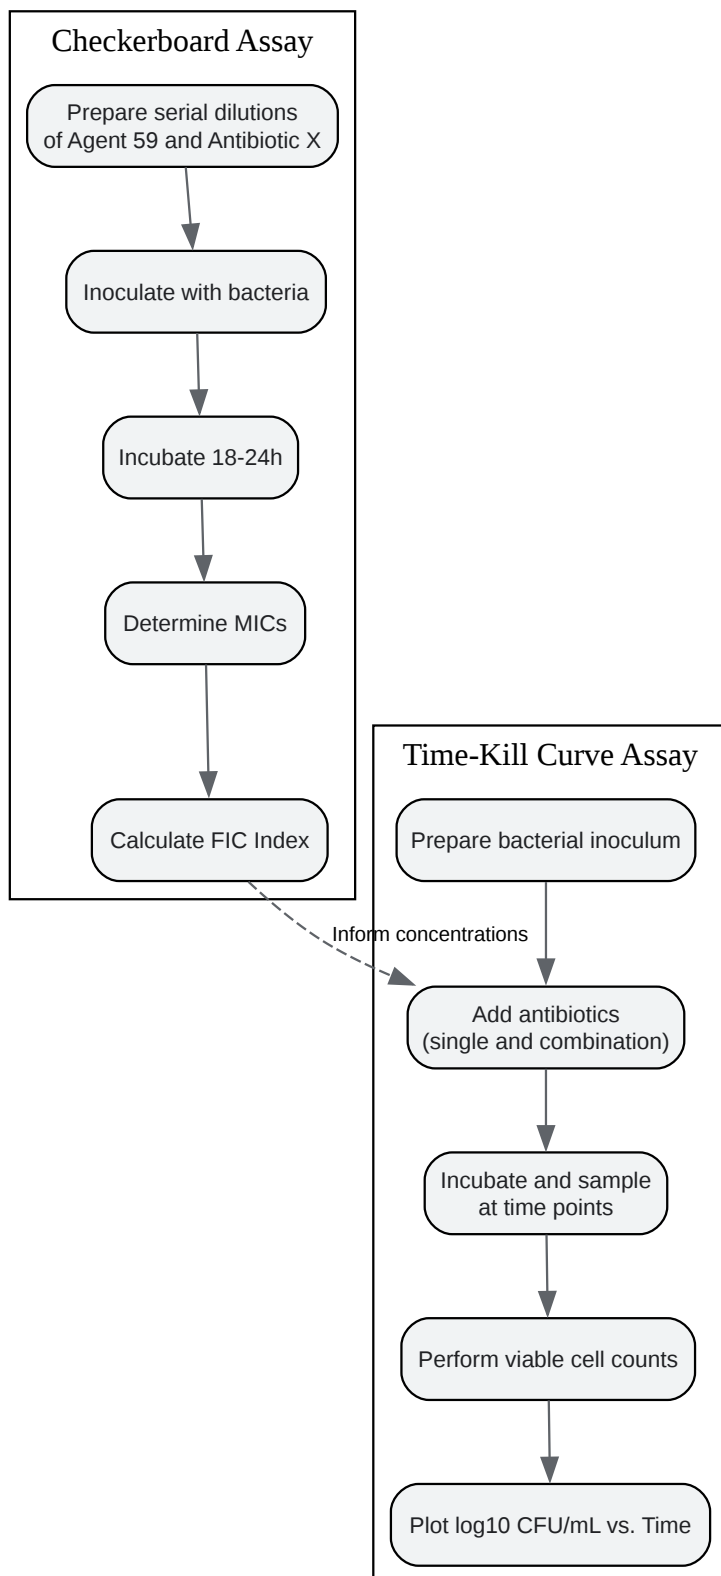 Checkerboard Assay
Prepare serial dilutions
of Agent 59 and Antibiotic X
Inoculate with bacteria
Incubate 18-24h
Determine MICs
Calculate FIC Index
Inform concentrations
Time-Kill Curve Assay
Prepare bacterial inoculum
Add antibiotics
(single and combination)
Incubate and sample
at time points
Perform viable cell counts
Plot log10 CFU/mL vs. Time